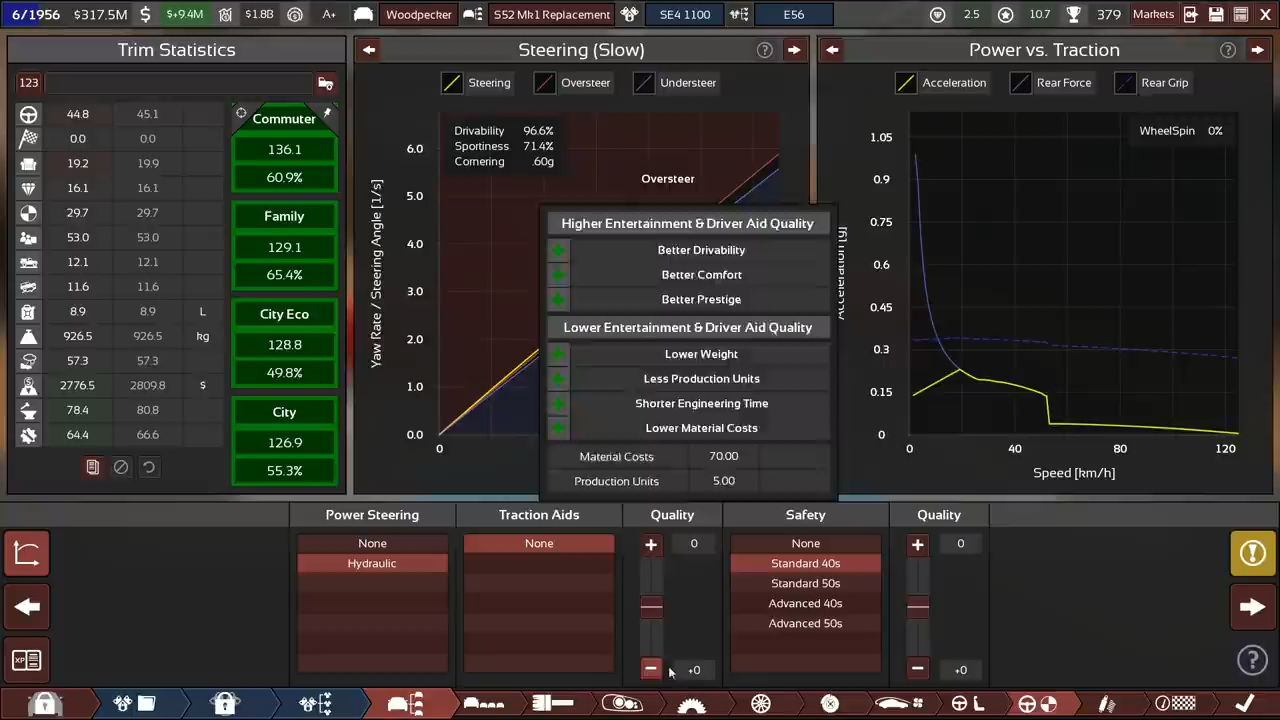 6/1956 $ $+9.4M $317.5M $1.8B A+ Woodpecker S52 Mk1 Replacement SE4 1100 E56 2.5 10.7 379 Markets
Trim Statistics
123
44.8 45.1
0.0 0.0
19.2 19.9
16.1 16.1
29.7 29.7
53.0 53.0
12.1 12.1
11.6 11.6
8.9 8.9 L
926.5 926.5 kg
57.3 57.3
2776.5 2809.8 $
78.4 80.8
64.4 66.6
Commuter
136.1
60.9%
Family
129.1
65.4%
City Eco
128.8
49.8%
City
126.9
55.3%
Steering (Slow)
?
Steering Oversteer Understeer
Drivability 96.6%
Sportiness 71.4%
Cornering .60g
Oversteer
Yaw Rate / Steering Angle [1/s]
6.0
5.0
4.0
3.0
2.0
1.0
0.0
0
Higher Entertainment & Driver Aid Quality
+ Better Drivability
+ Better Comfort
+ Better Prestige
Lower Entertainment & Driver Aid Quality
+ Lower Weight
+ Less Production Units
+ Shorter Engineering Time
+ Lower Material Costs
Material Costs 70.00
Production Units 5.00
Power vs. Traction
?
Acceleration Rear Force Rear Grip
WheelSpin 0%
Acceleration [g]
1.05
0.9
0.75
0.6
0.45
0.3
0.15
0
0 40 80 120
Speed [km/h]
Power Steering
None
Hydraulic
Traction Aids
None
Quality
+ 0
- +0
Safety
None
Standard 40s
Standard 50s
Advanced 40s
Advanced 50s
Quality
+ 0
- +0
XP
!
?